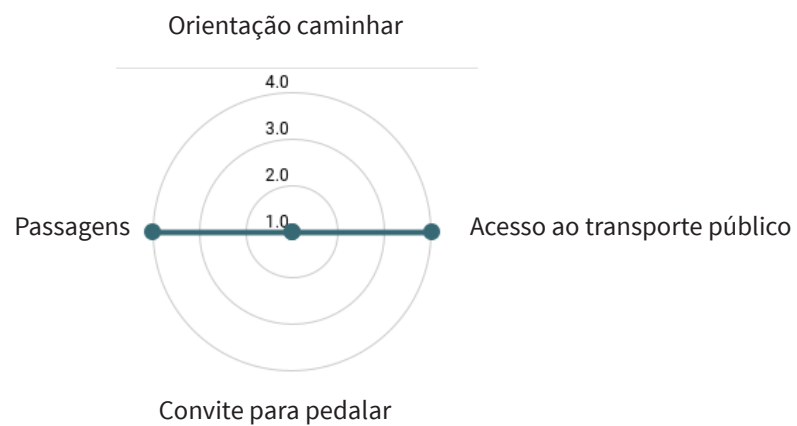 Orientação caminhar
4.0
3.0
2.0
1.0
Passagens
Acesso ao transporte público
Convite para pedalar